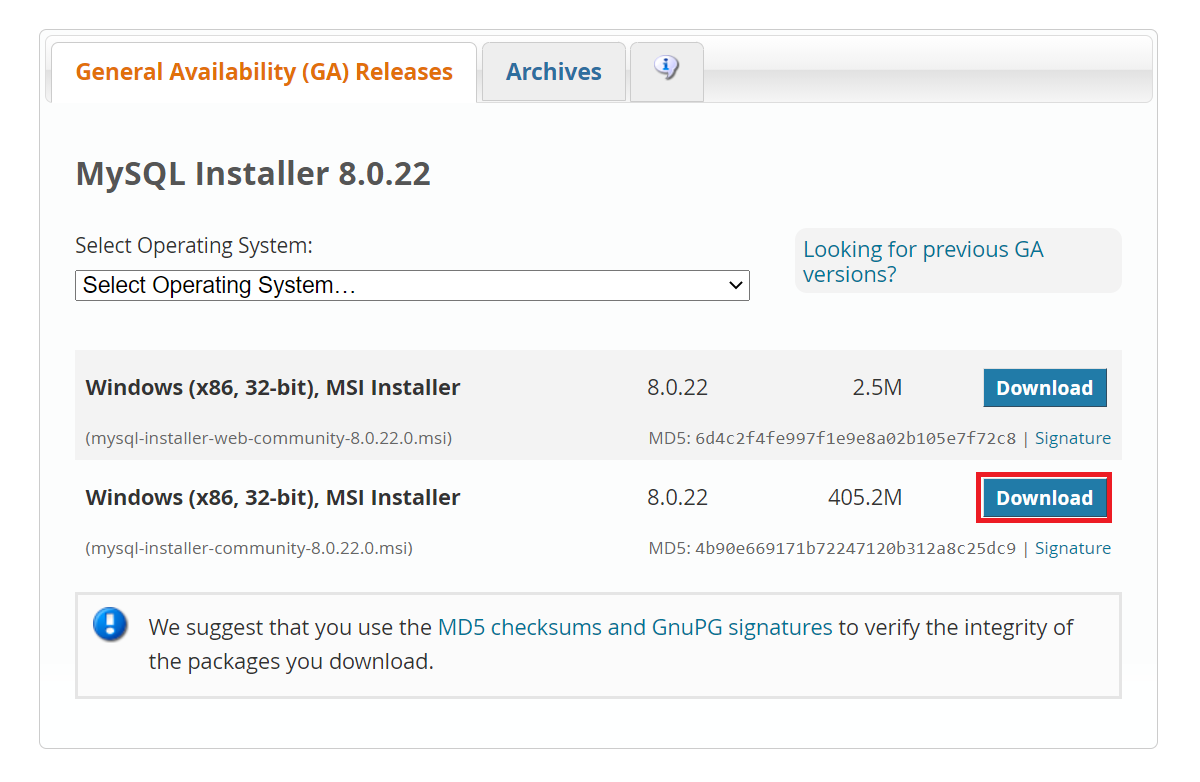 General Availability (GA) Releases
Archives
MySQL Installer 8.0.22
Select Operating System:
Select Operating System…
Looking for previous GA
versions?
Windows (x86, 32-bit), MSI Installer 8.0.22 2.5M Download
(mysql-installer-web-community-8.0.22.0.msi) MD5: 6d4c2f4fe997f1e9e8a02b105e7f72c8 | Signature
Windows (x86, 32-bit), MSI Installer 8.0.22 405.2M Download
(mysql-installer-community-8.0.22.0.msi) MD5: 4b90e669171b72247120b312a8c25dc9 | Signature
We suggest that you use the MD5 checksums and GnuPG signatures to verify the integrity of
the packages you download.